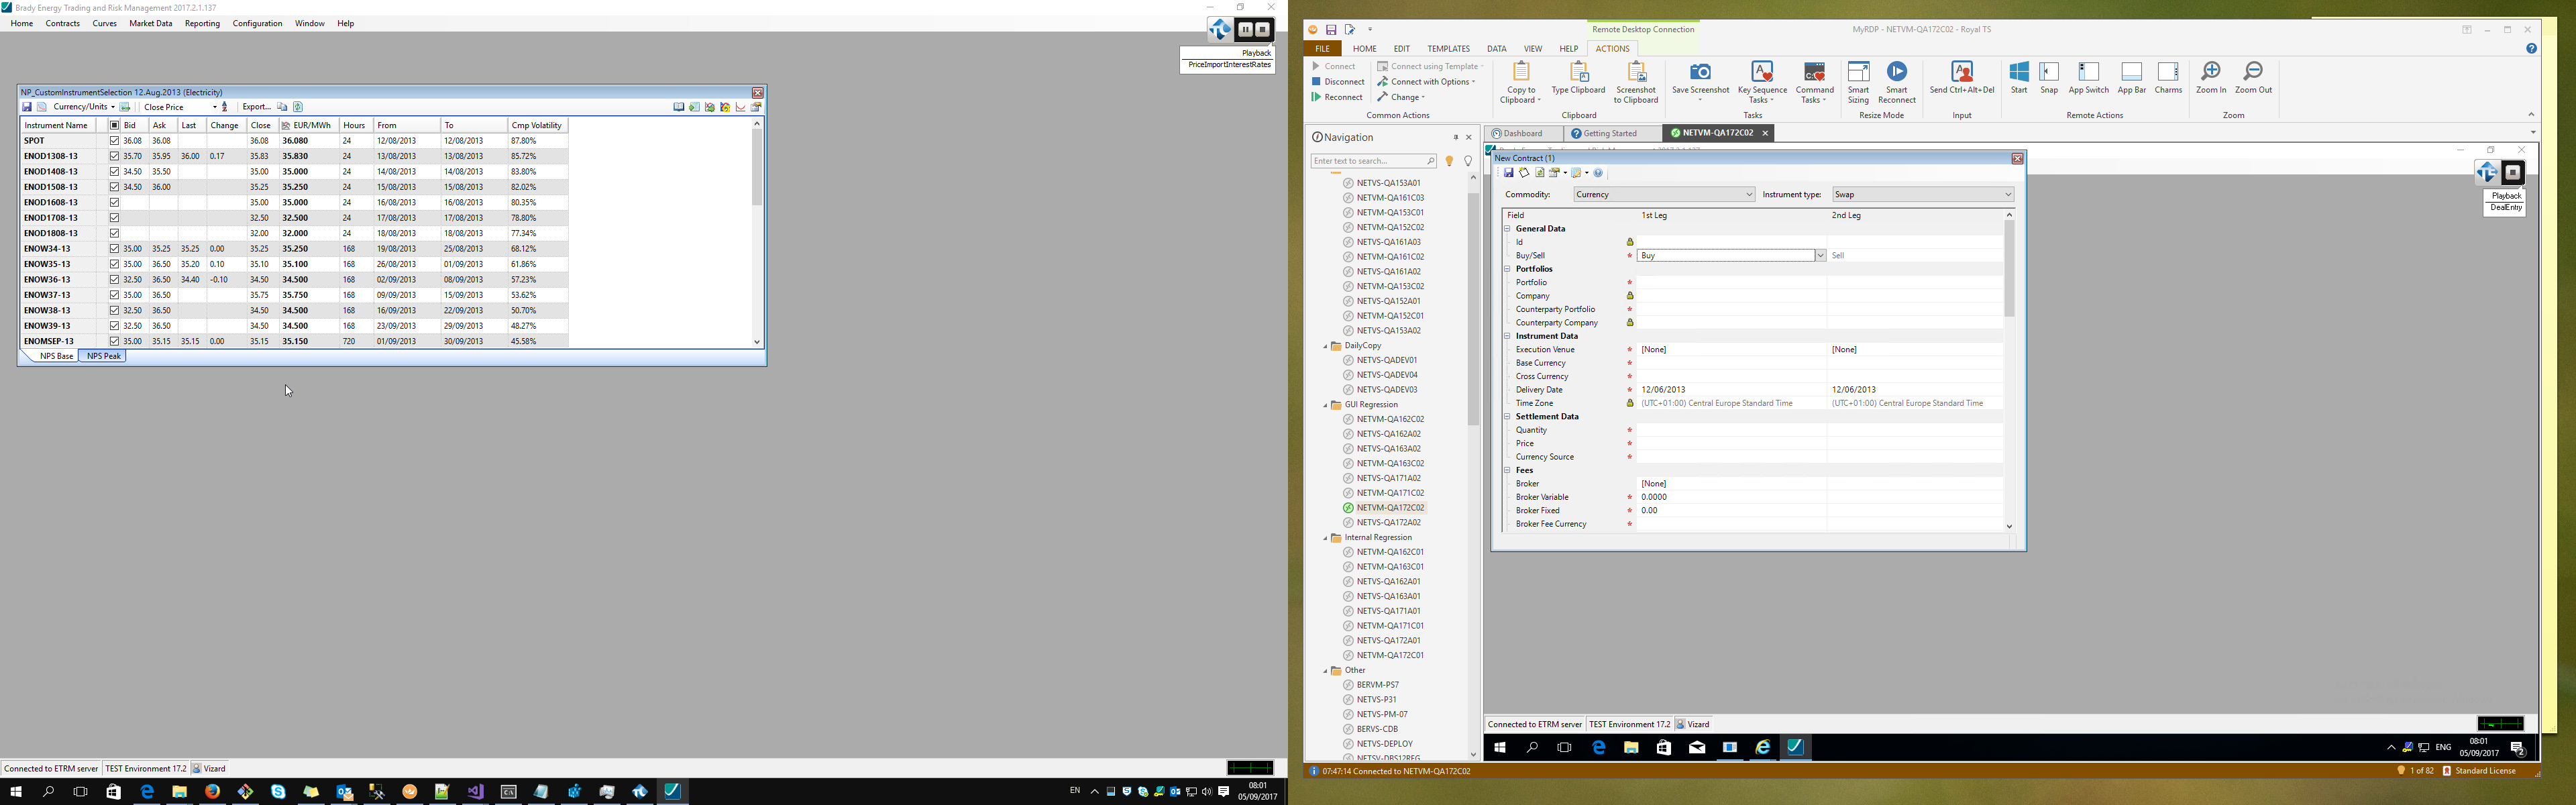 Brady Energy Trading and Risk Management 2017.2.1.137
Home Contracts Curves Market Data Reporting Configuration Window Help
Playback
PriceImportInterestRates
NP_CustomInstrumentSelection 12.Aug.2013 (Electricity)
Currency/Units Close Price Export...
Instrument Name Bid Ask Last Change Close EUR/MWh Hours From To Cmp Volatility
SPOT 36.08 36.08 36.08 36.080 24 12/08/2013 12/08/2013 87.80%
ENOD1308-13 35.70 35.95 36.00 0.17 35.83 35.830 24 13/08/2013 13/08/2013 85.72%
ENOD1408-13 34.50 35.50 35.00 35.000 24 14/08/2013 14/08/2013 83.80%
ENOD1508-13 34.50 36.00 35.25 35.250 24 15/08/2013 15/08/2013 82.02%
ENOD1608-13 35.00 35.000 24 16/08/2013 16/08/2013 80.35%
ENOD1708-13 32.50 32.500 24 17/08/2013 17/08/2013 78.80%
ENOD1808-13 32.00 32.000 24 18/08/2013 18/08/2013 77.34%
ENOW34-13 35.00 35.25 35.25 0.00 35.25 35.250 168 19/08/2013 25/08/2013 68.12%
ENOW35-13 35.00 36.50 35.20 0.10 35.10 35.100 168 26/08/2013 01/09/2013 61.86%
ENOW36-13 32.50 36.50 34.40 -0.10 34.50 34.500 168 02/09/2013 08/09/2013 57.23%
ENOW37-13 35.00 36.50 35.75 35.750 168 09/09/2013 15/09/2013 53.62%
ENOW38-13 32.50 36.50 34.50 34.500 168 16/09/2013 22/09/2013 50.70%
ENOW39-13 32.50 36.50 34.50 34.500 168 23/09/2013 29/09/2013 48.27%
ENOMSEP-13 35.00 35.15 35.15 0.00 35.15 35.150 720 01/09/2013 30/09/2013 45.58%
NPS Base NPS Peak
Connected to ETRM server TEST Environment 17.2 Vizard
EN 08:01
05/09/2017
Remote Desktop Connection
MyRDP - NETVM-QA172C02 - Royal TS
FILE HOME EDIT TEMPLATES DATA VIEW HELP ACTIONS
Connect
Disconnect
Reconnect
Connect using Template
Connect with Options
Change
Common Actions
Copy to Clipboard
Type Clipboard
Screenshot to Clipboard
Clipboard
Save Screenshot
Key Sequence Tasks
Command Tasks
Tasks
Smart Sizing
Smart Reconnect
Resize Mode
Send Ctrl+Alt+Del
Input
Start Snap App Switch App Bar Charms
Remote Actions
Zoom In Zoom Out
Zoom
Navigation
Enter text to search...
NETVS-QA153A01
NETVM-QA161C03
NETVM-QA153C01
NETVM-QA152C02
NETVS-QA161A03
NETVM-QA161C02
NETVS-QA161A02
NETVM-QA153C02
NETVS-QA152A01
NETVM-QA152C01
NETVS-QA153A02
DailyCopy
NETVS-QADEV01
NETVS-QADEV04
NETVS-QADEV03
GUI Regression
NETVM-QA162C02
NETVS-QA162A02
NETVS-QA163A02
NETVM-QA163C02
NETVS-QA171A02
NETVM-QA171C02
NETVM-QA172C02
NETVS-QA172A02
Internal Regression
NETVM-QA162C01
NETVM-QA163C01
NETVS-QA162A01
NETVS-QA163A01
NETVS-QA171A01
NETVM-QA171C01
NETVS-QA172A01
NETVM-QA172C01
Other
BERVM-PS7
NETVS-P31
NETVS-PM-07
BERVS-CDB
NETVS-DEPLOY
NETSV-DBS12REG
Dashboard Getting Started NETVM-QA172C02
New Contract (1)
Commodity: Currency Instrument type: Swap
Field 1st Leg 2nd Leg
General Data
Id
Buy/Sell * Buy Sell
Portfolios
Portfolio *
Company
Counterparty Portfolio *
Counterparty Company
Instrument Data
Execution Venue * [None] [None]
Base Currency *
Cross Currency *
Delivery Date * 12/06/2013 12/06/2013
Time Zone (UTC+01:00) Central Europe Standard Time (UTC+01:00) Central Europe Standard Time
Settlement Data
Quantity *
Price *
Currency Source *
Fees
Broker [None]
Broker Variable * 0.0000
Broker Fixed * 0.00
Broker Fee Currency *
Playback
DealEntry
Connected to ETRM server TEST Environment 17.2 Vizard
ENG 08:01
05/09/2017
2
07:47:14 Connected to NETVM-QA172C02
1 of 82 Standard License